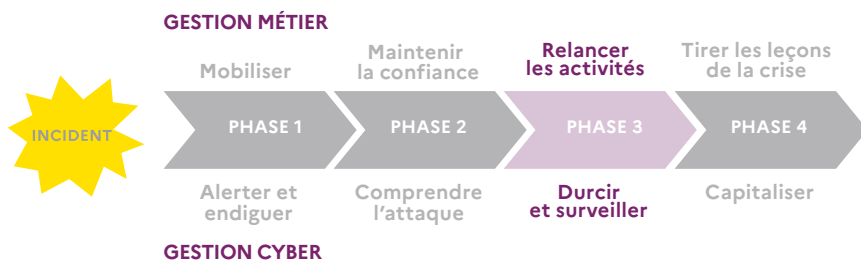 GESTION MÉTIER
Mobiliser
Maintenir
la confiance
Relancer
les activités
Tirer les leçons
de la crise
INCIDENT
PHASE 1
PHASE 2
PHASE 3
PHASE 4
Alerter et
endiguer
Comprendre
l’attaque
Durcir
et surveiller
Capitaliser
GESTION CYBER